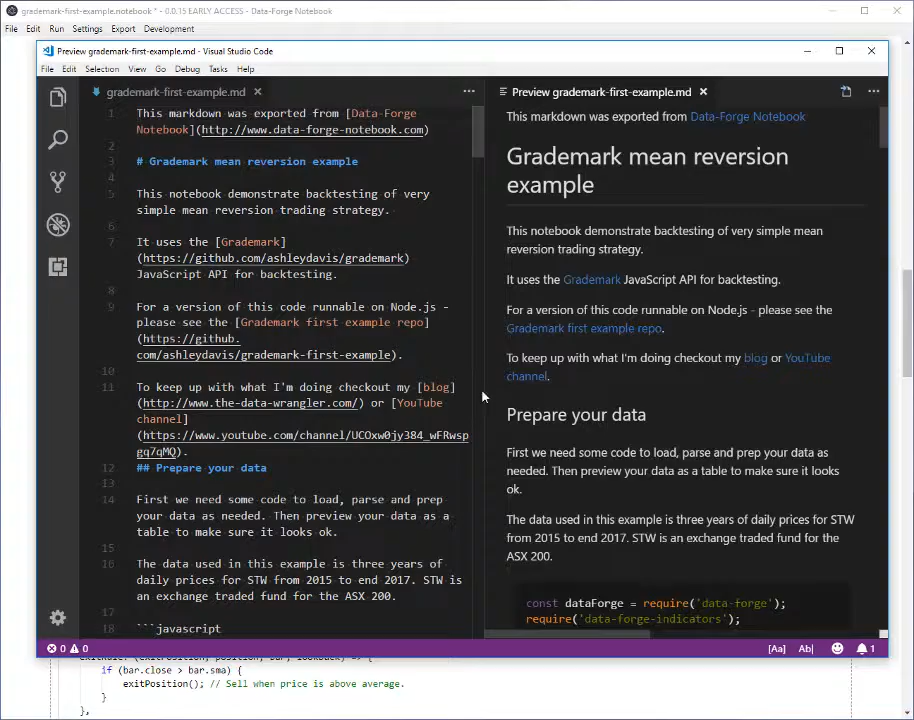 grademark-first-example.notebook * - 0.0.15 EARLY ACCESS - Data-Forge Notebook
File Edit Run Settings Export Development
Preview grademark-first-example.md - Visual Studio Code
File Edit Selection View Go Debug Tasks Help
grademark-first-example.md
1 This markdown was exported from [Data-Forge
Notebook](http://www.data-forge-notebook.com)
2
3 # Grademark mean reversion example
4
5 This notebook demonstrate backtesting of very
simple mean reversion trading strategy.
6
7 It uses the [Grademark]
(https://github.com/ashleydavis/grademark)
JavaScript API for backtesting.
8
9 For a version of this code runnable on Node.js -
please see the [Grademark first example repo]
(https://github.
com/ashleydavis/grademark-first-example).
10
11 To keep up with what I'm doing checkout my [blog]
(http://www.the-data-wrangler.com/) or [YouTube
channel]
(https://www.youtube.com/channel/UCOxw0jy384_wFRwsp
gq7qMQ).
12 ## Prepare your data
13
14 First we need some code to load, parse and prep
your data as needed. Then preview your data as a
table to make sure it looks ok.
15
16 The data used in this example is three years of
daily prices for STW from 2015 to end 2017. STW is
an exchange traded fund for the ASX 200.
17
18 ```javascript
Preview grademark-first-example.md
This markdown was exported from Data-Forge Notebook
Grademark mean reversion
example
This notebook demonstrate backtesting of very simple mean
reversion trading strategy.
It uses the Grademark JavaScript API for backtesting.
For a version of this code runnable on Node.js - please see the
Grademark first example repo.
To keep up with what I'm doing checkout my blog or YouTube
channel.
Prepare your data
First we need some code to load, parse and prep your data as
needed. Then preview your data as a table to make sure it looks
ok.
The data used in this example is three years of daily prices for STW
from 2015 to end 2017. STW is an exchange traded fund for the
ASX 200.
const dataForge = require('data-forge');
require('data-forge-indicators');
0 0 [Aa] Ab| 1
exitRule: (exitPosition, position, bar, lookback) => {
if (bar.close > bar.sma) {
exitPosition(); // Sell when price is above average.
}
},